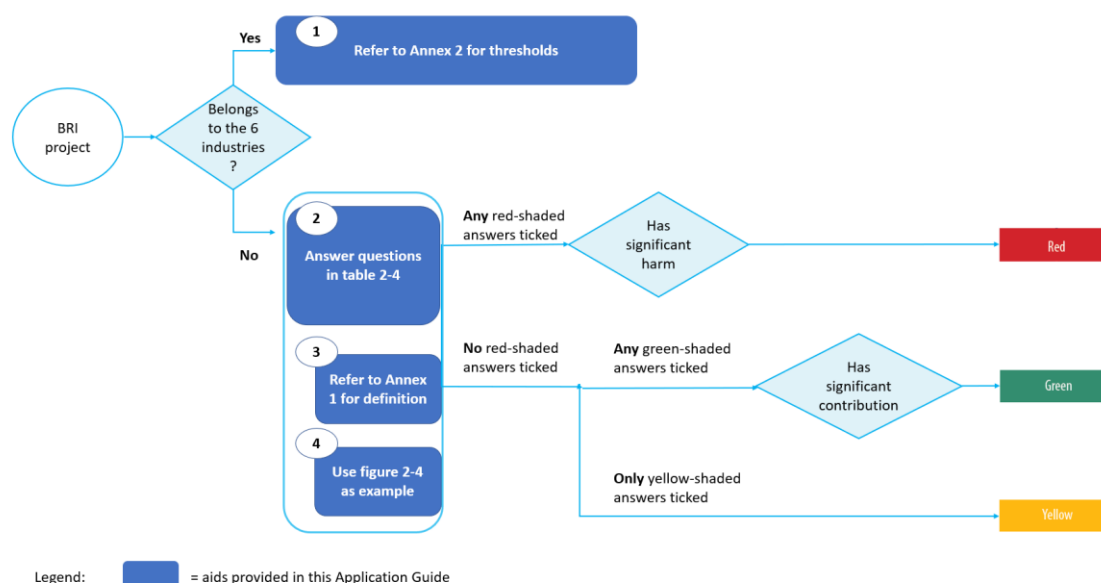 1
Yes
Refer to Annex 2 for thresholds
BRI
project
Belongs
to the 6
industries
?
No
2
Answer questions
in table 2-4
Any red-shaded
answers ticked
Has
significant
harm
Red
3
Refer to Annex
1 for definition
No red-shaded
answers ticked
Any green-shaded
answers ticked
Has
significant
contribution
Green
4
Use figure 2-4
as example
Only yellow-shaded
answers ticked
Yellow
Legend:
= aids provided in this Application Guide